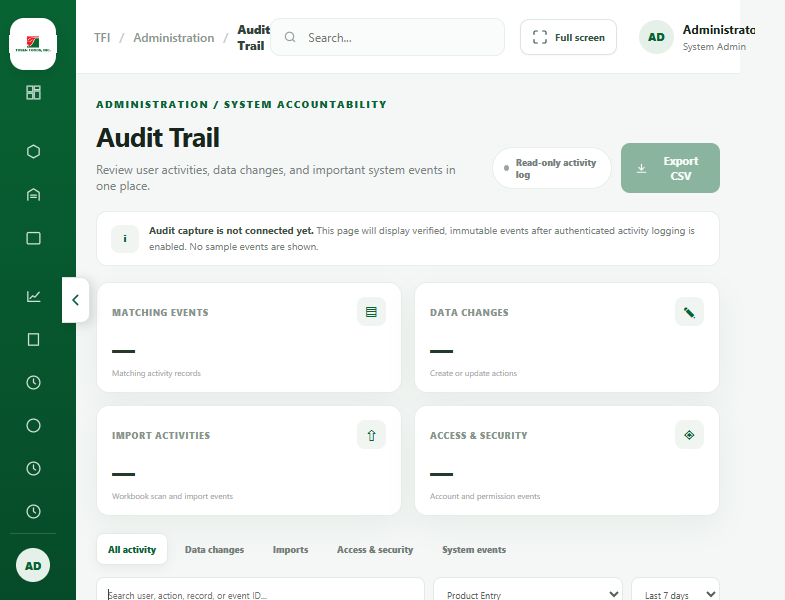 TFI / Administration / Audit Trail
Search...
Full screen
AD
Administrato
System Admin
ADMINISTRATION / SYSTEM ACCOUNTABILITY
Audit Trail
Review user activities, data changes, and important system events in
one place.
Read-only activity
log
Export
CSV
i
Audit capture is not connected yet. This page will display verified, immutable events after authenticated activity logging is
enabled. No sample events are shown.
MATCHING EVENTS
—
Matching activity records
DATA CHANGES
—
Create or update actions
IMPORT ACTIVITIES
—
Workbook scan and import events
ACCESS & SECURITY
—
Account and permission events
All activity
Data changes
Imports
Access & security
System events
Search user, action, record, or event ID...
Product Entry
Last 7 days
AD